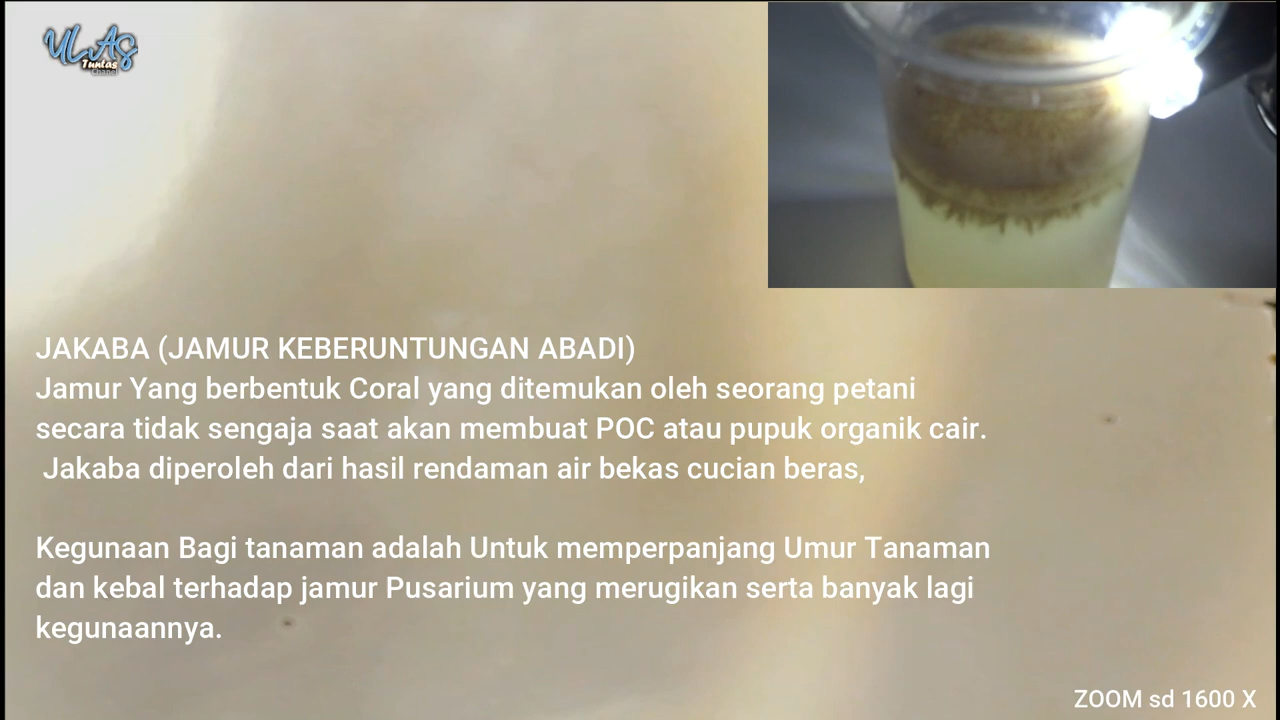 ULAS
Tuntas
Chanel
JAKABA (JAMUR KEBERUNTUNGAN ABADI)
Jamur Yang berbentuk Coral yang ditemukan oleh seorang petani
secara tidak sengaja saat akan membuat POC atau pupuk organik cair.
Jakaba diperoleh dari hasil rendaman air bekas cucian beras,
Kegunaan Bagi tanaman adalah Untuk memperpanjang Umur Tanaman
dan kebal terhadap jamur Pusarium yang merugikan serta banyak lagi
kegunaannya.
ZOOM sd 1600 X